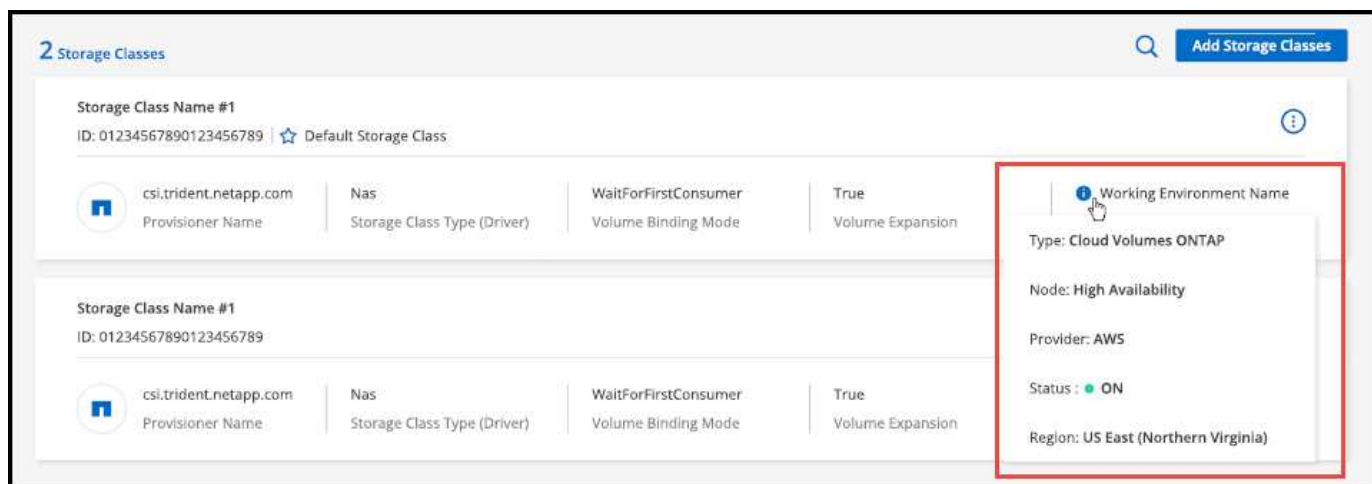 2 Storage Classes
Add Storage Classes
Storage Class Name #1
ID: 01234567890123456789 Default Storage Class
csi.trident.netapp.com Nas WaitForFirstConsumer True Working Environment Name
Provisioner Name Storage Class Type (Driver) Volume Binding Mode Volume Expansion
Type: Cloud Volumes ONTAP
Node: High Availability
Provider: AWS
Status : ON
Region: US East (Northern Virginia)
Storage Class Name #1
ID: 01234567890123456789
csi.trident.netapp.com Nas WaitForFirstConsumer True
Provisioner Name Storage Class Type (Driver) Volume Binding Mode Volume Expansion